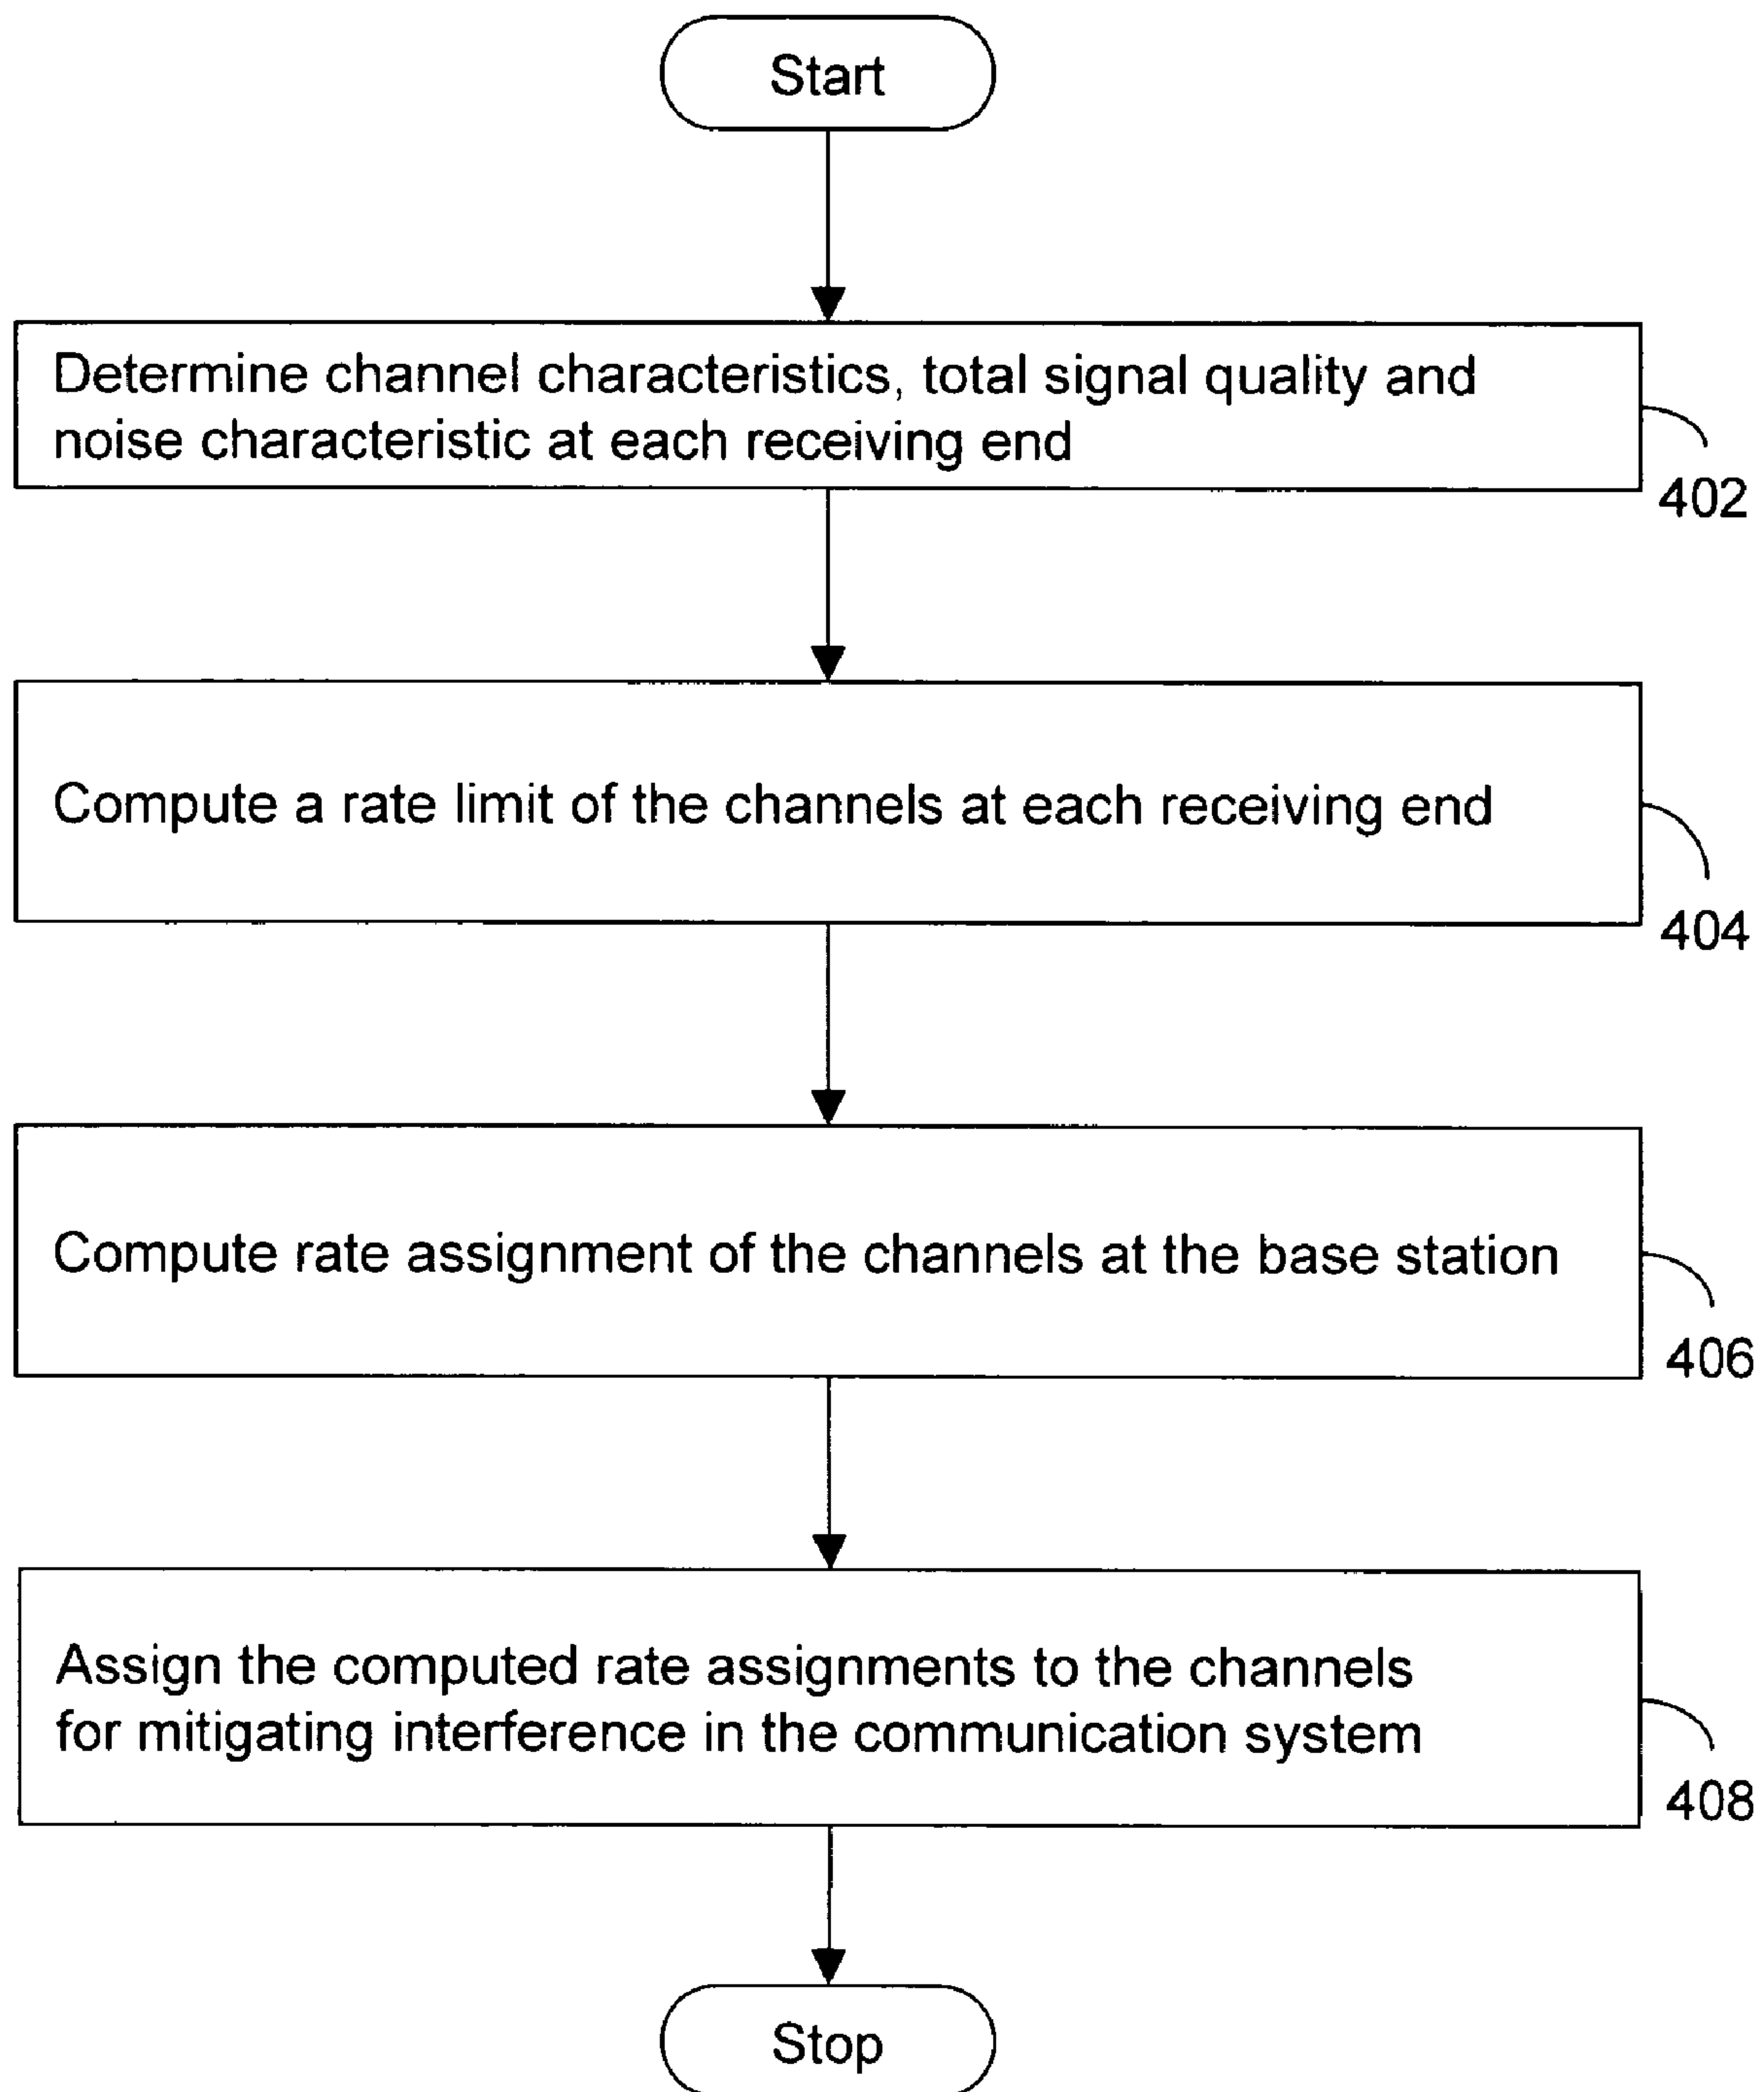 Start
Determine channel characteristics, total signal quality and
noise characteristic at each receiving end
402
Compute a rate limit of the channels at each receiving end
404
Compute rate assignment of the channels at the base station
406
Assign the computed rate assignments to the channels
for mitigating interference in the communication system
408
Stop